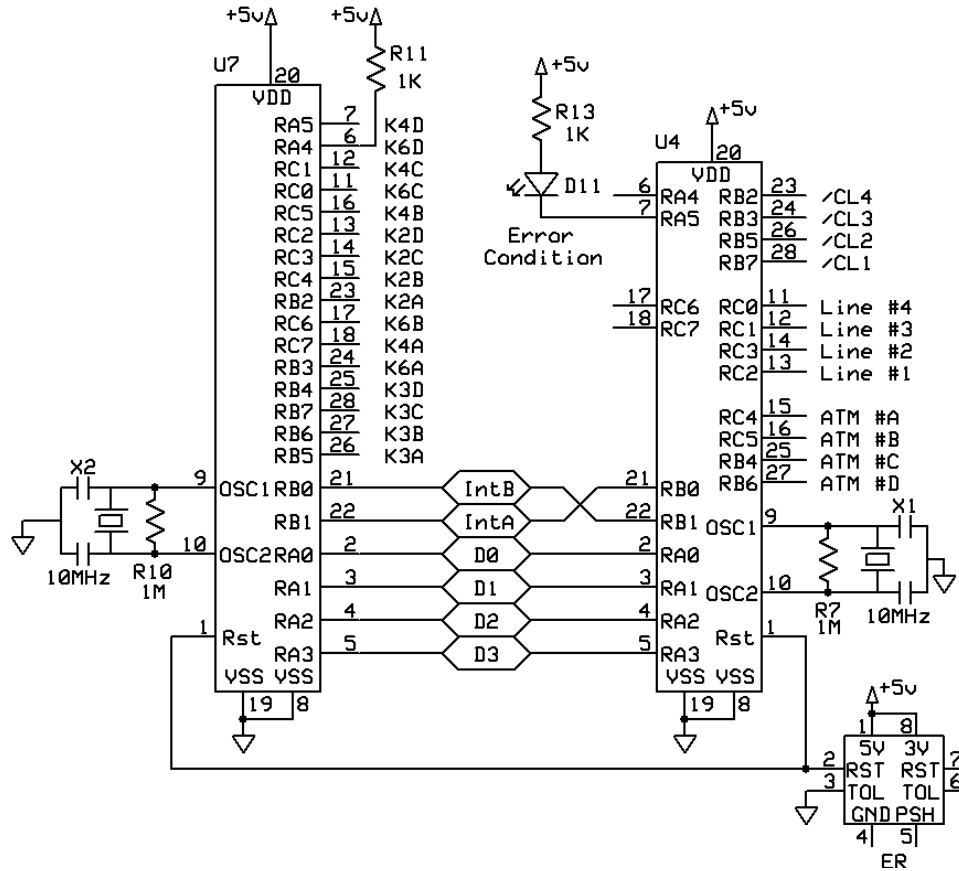 +5v +5v
R11
1K
U7
20
VDD
RA5 7 K4D
RA4 6 K6D
RC1 12 K4C
RC0 11 K6C
RC5 16 K4B
RC2 13 K2D
RC3 14 K2C
RC4 15 K2B
RB2 23 K2A
RC6 17 K6B
RC7 18 K4A
RB3 24 K6A
RB4 25 K3D
RB7 28 K3C
RB6 27 K3B
RB5 26 K3A
X2
9 OSC1
10 OSC2
10MHz
R10
1M
1 Rst
RB0 21 IntB
RB1 22 IntA
RA0 2 D0
RA1 3 D1
RA2 4 D2
RA3 5 D3
VSS VSS
19 8
+5v
R13
1K
D11
Error
Condition
U4
+5v
20
VDD
6 RA4
7 RA5
17 RC6
18 RC7
21 RB0
22 RB1
2 RA0
3 RA1
4 RA2
5 RA3
RB2 23 /CL4
RB3 24 /CL3
RB5 26 /CL2
RB7 28 /CL1
RC0 11 Line #4
RC1 12 Line #3
RC3 14 Line #2
RC2 13 Line #1
RC4 15 ATM #A
RC5 16 ATM #B
RB4 25 ATM #C
RB6 27 ATM #D
OSC1 9
OSC2 10
X1
R7
1M
10MHz
Rst 1
VSS VSS
19 8
+5v
1 8
5V 3V
2 RST RST 7
3 TOL TOL 6
GND PSH
4 5
ER